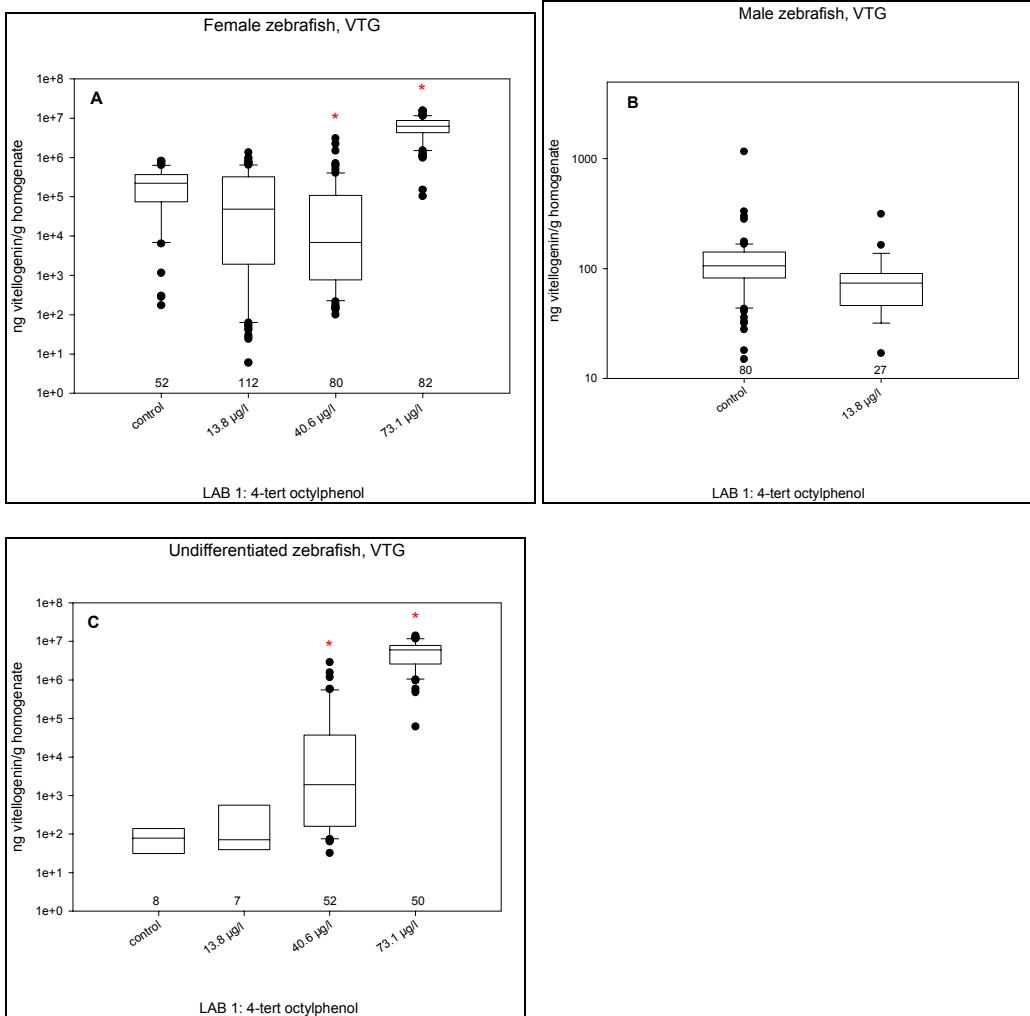 Female zebrafish, VTG
A
*
*
ng vitellogenin/g homogenate
1e+8
1e+7
1e+6
1e+5
1e+4
1e+3
1e+2
1e+1
1e+0
52
112
80
82
control
13.8 µg/l
40.6 µg/l
73.1 µg/l
LAB 1: 4-tert octylphenol
Male zebrafish, VTG
B
ng vitellogenin/g homogenate
1000
100
10
80
27
control
13.8 µg/l
LAB 1: 4-tert octylphenol
Undifferentiated zebrafish, VTG
C
*
*
ng vitellogenin/g homogenate
1e+8
1e+7
1e+6
1e+5
1e+4
1e+3
1e+2
1e+1
1e+0
8
7
52
50
control
13.8 µg/l
40.6 µg/l
73.1 µg/l
LAB 1: 4-tert octylphenol